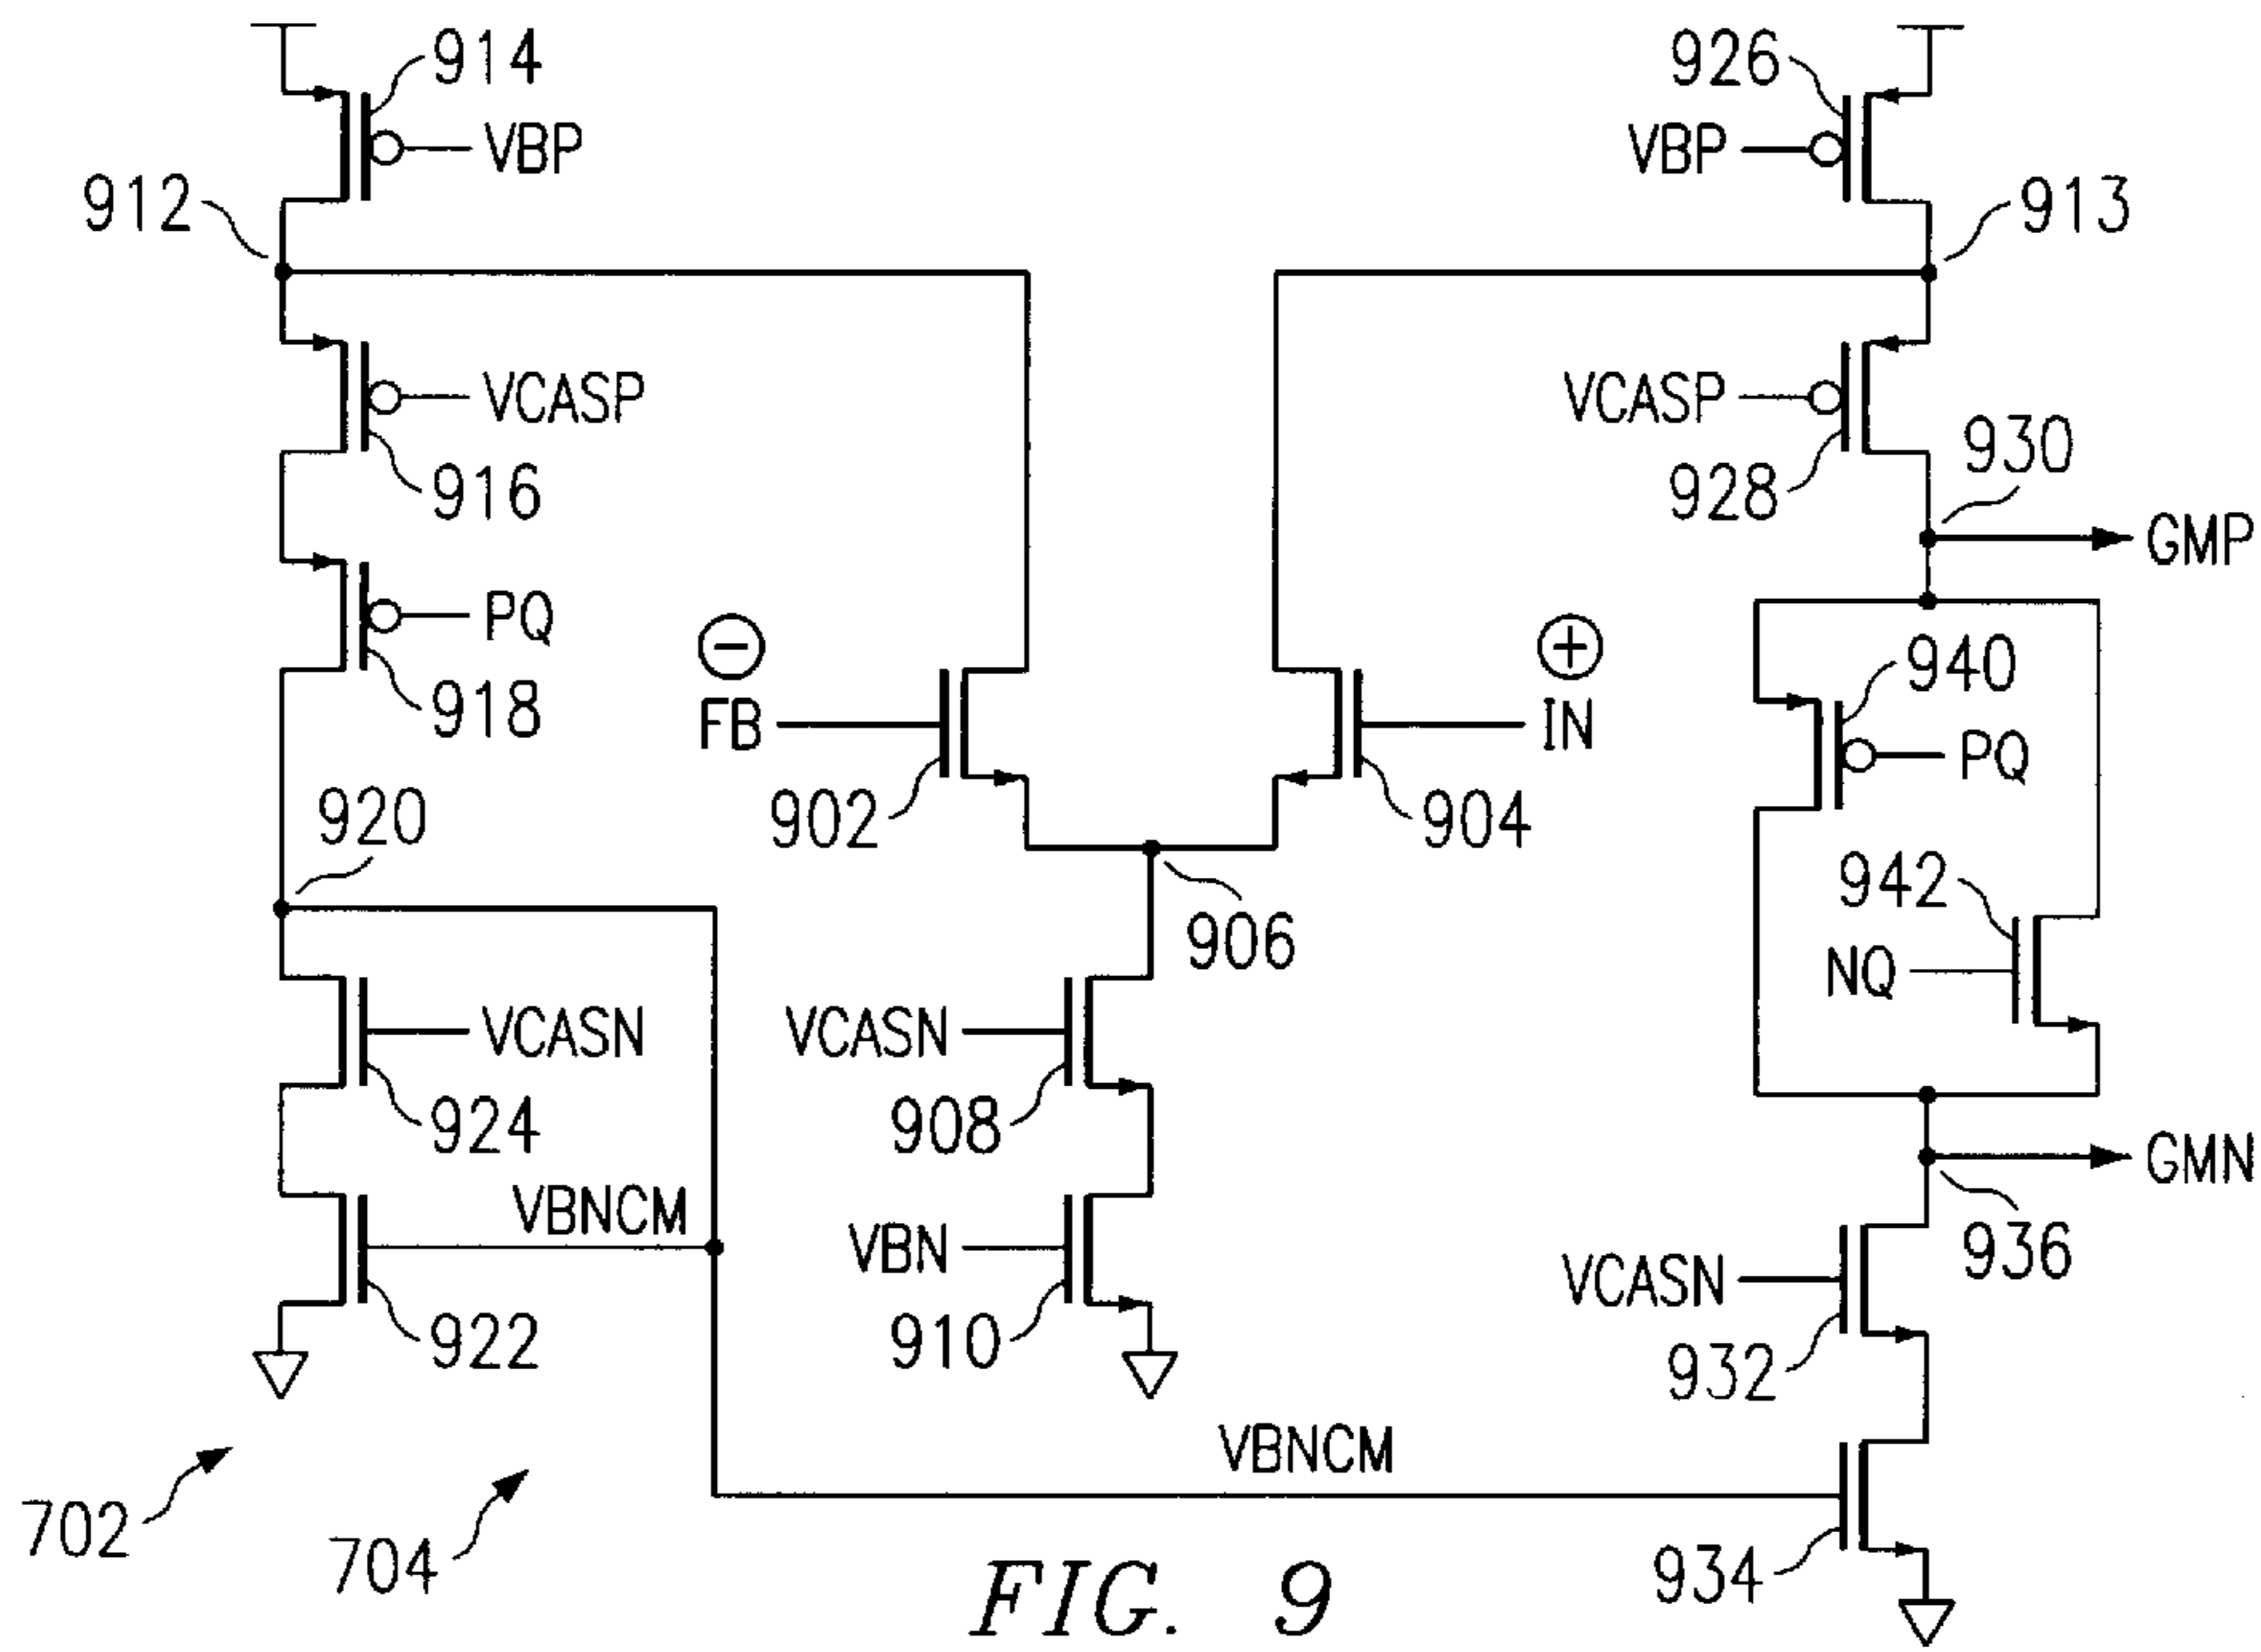 914
926
VBP
VBP
912
913
VCASP
VCASP
916
928
930
GMP
PQ
918
−
FB
+
IN
940
PQ
902
904
920
942
906
NQ
VCASN
VCASN
924
908
GMN
VBNCM
VBN
936
VCASN
922
910
932
VBNCM
702
704
934
FIG. 9